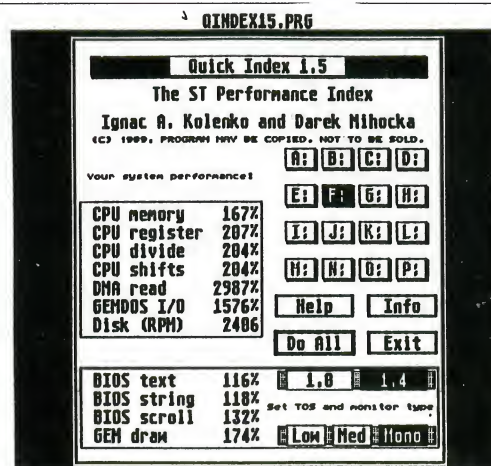 QINDEX15.PRG
Quick Index 1.5
The ST Performance Index
Ignac A. Kolenko and Darek Mihocka
(C) 1989, PROGRAM MAY BE COPIED, NOT TO BE SOLD.
A: B: C: D:
Your system performance:
E: F: G: H:
CPU memory 167%
CPU register 207%
CPU divide 204%
CPU shifts 204%
DMA read 2987%
GEMDOS I/O 1576%
Disk (RPM) 2406
I: J: K: L:
M: N: O: P:
Help Info
Do All Exit
BIOS text 116%
BIOS string 118%
BIOS scroll 132%
GEM draw 174%
1.0 1.4
Set TOS and monitor type
Low Med Mono